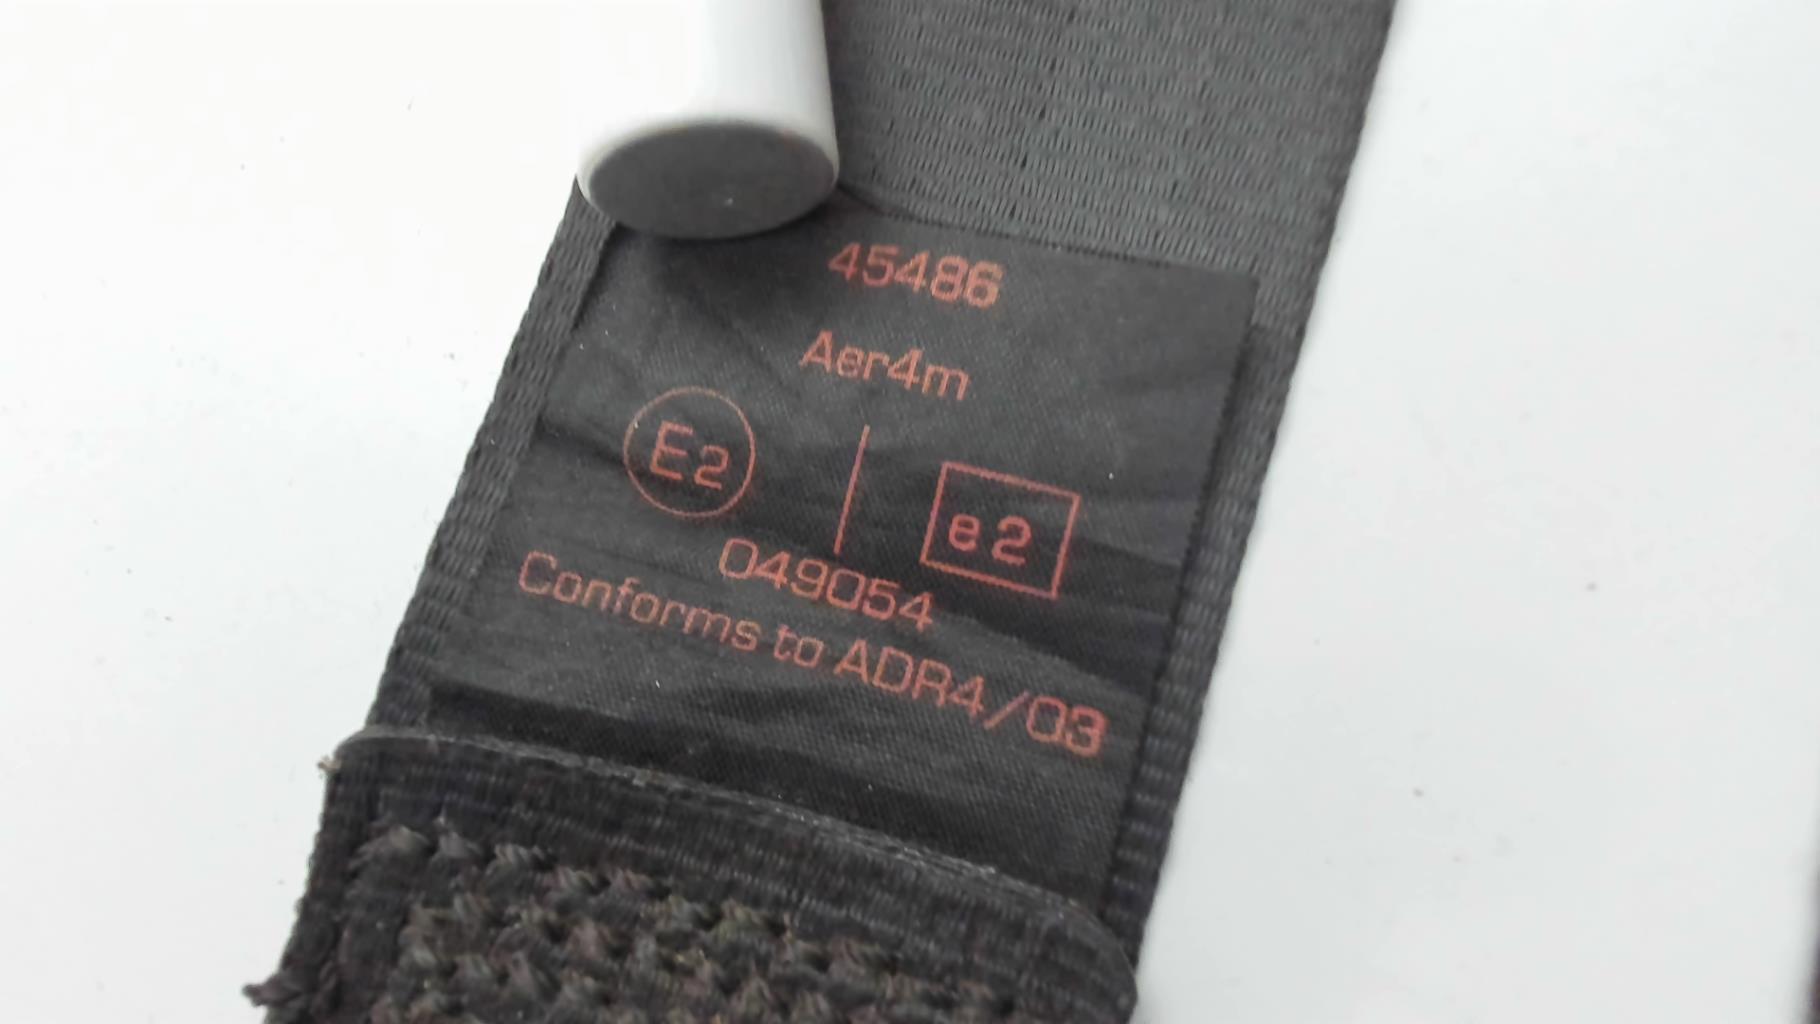 45486
Aer4m
E2 e2
049054
Conforms to ADR4/03